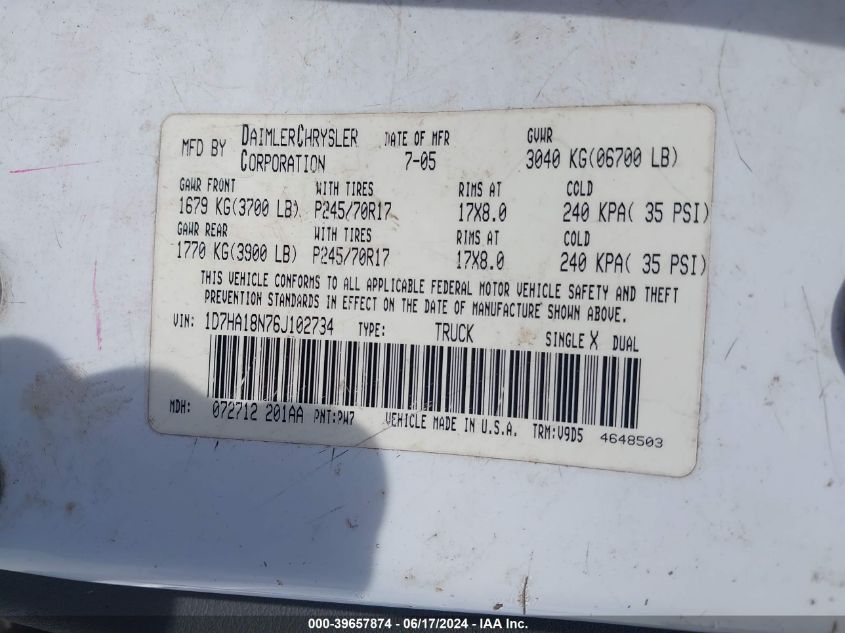 MFD BY DAIMLERCHRYSLER CORPORATION DATE OF MFR 7-05 GVWR 3040 KG(06700 LB)
GAWR FRONT WITH TIRES RIMS AT COLD
1679 KG(3700 LB) P245/70R17 17X8.0 240 KPA( 35 PSI)
GAWR REAR WITH TIRES RIMS AT COLD
1770 KG(3900 LB) P245/70R17 17X8.0 240 KPA( 35 PSI)
THIS VEHICLE CONFORMS TO ALL APPLICABLE FEDERAL MOTOR VEHICLE SAFETY AND THEFT
PREVENTION STANDARDS IN EFFECT ON THE DATE OF MANUFACTURE SHOWN ABOVE.
VIN: 1D7HA18N76J102734 TYPE: TRUCK SINGLE X DUAL
MDH: 072712 201AA PNT:PW7 VEHICLE MADE IN U.S.A. TRM:V9D5 4648503
000-39657874 - 06/17/2024 - IAA Inc.